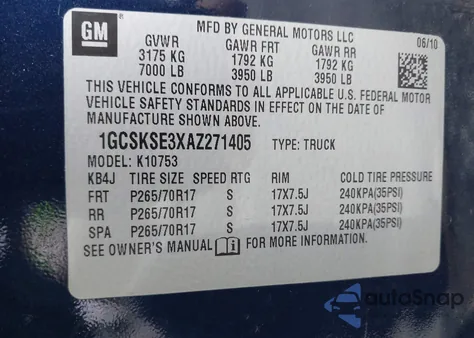 GM
MFD BY GENERAL MOTORS LLC
GVWR GAWR FRT GAWR RR 06/10
3175 KG 1792 KG 1792 KG
7000 LB 3950 LB 3950 LB
THIS VEHICLE CONFORMS TO ALL APPLICABLE U.S. FEDERAL MOTOR
VEHICLE SAFETY STANDARDS IN EFFECT ON THE DATE OF
MANUFACTURE SHOWN ABOVE.
1GCSKSE3XAZ271405 TYPE: TRUCK
MODEL: K10753
KB4J TIRE SIZE SPEED RTG RIM COLD TIRE PRESSURE
FRT P265/70R17 S 17X7.5J 240KPA(35PSI)
RR P265/70R17 S 17X7.5J 240KPA(35PSI)
SPA P265/70R17 S 17X7.5J 240KPA(35PSI)
SEE OWNER'S MANUAL i FOR MORE INFORMATION.
autoSnap